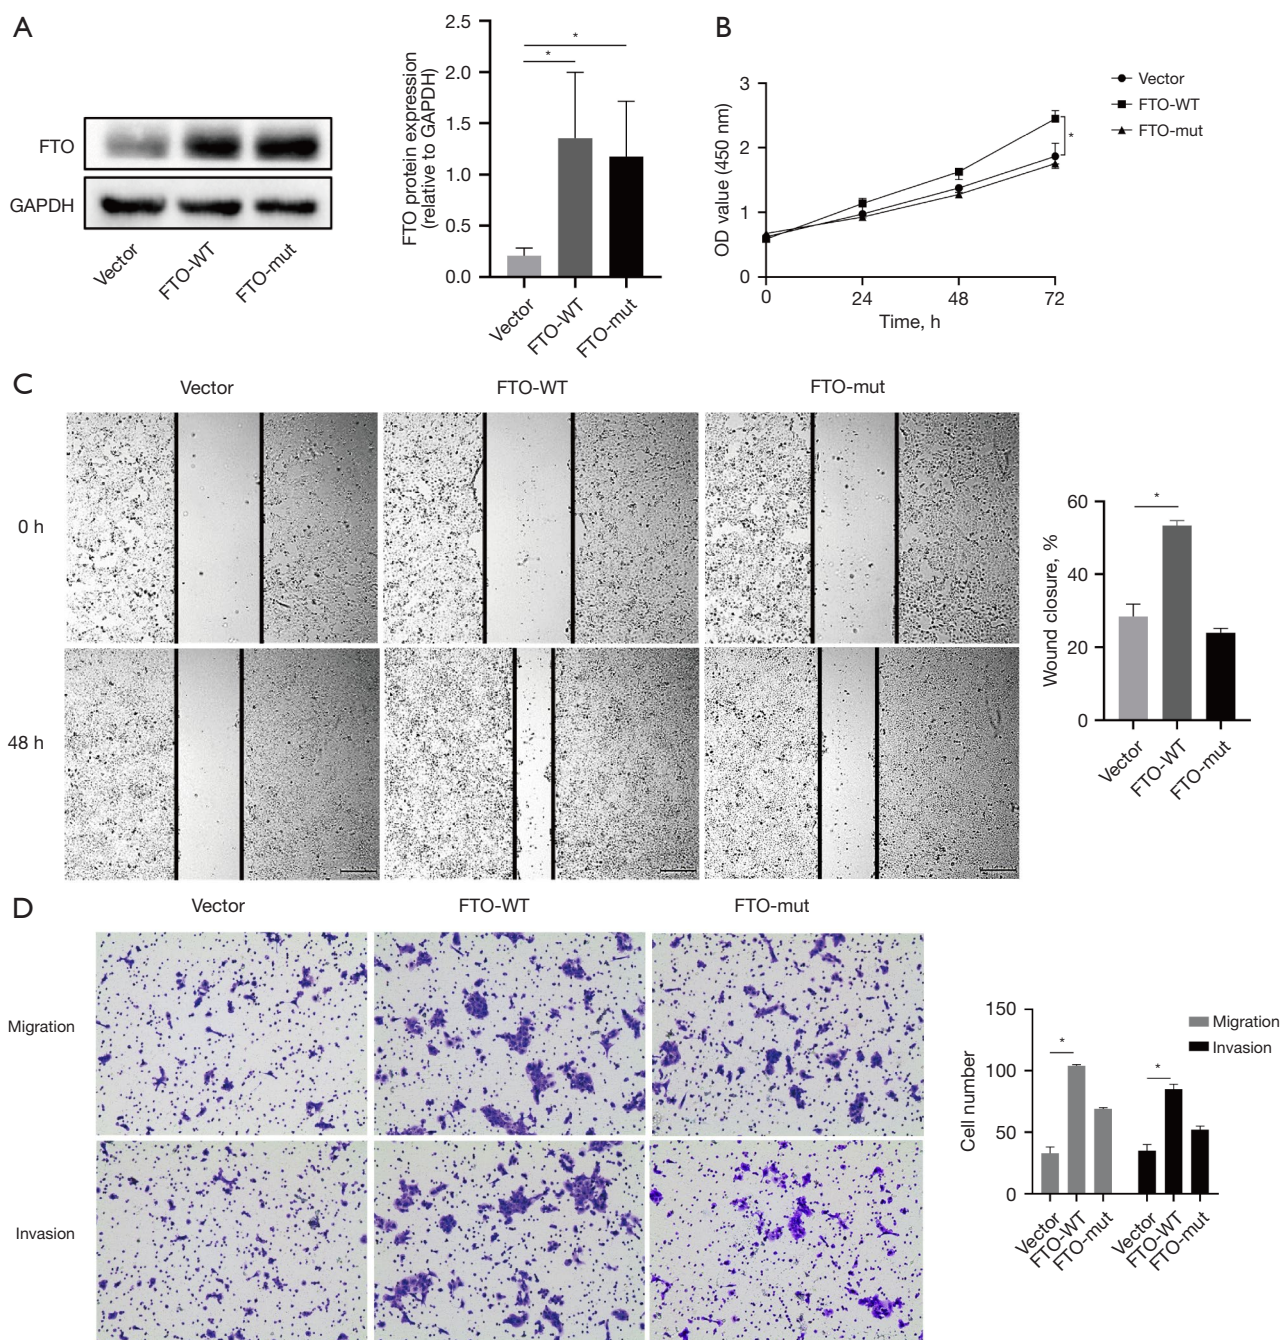 A
FTO
GAPDH
Vector
FTO-WT
FTO-mut
FTO protein expression
(relative to GAPDH)
2.5
2.0
1.5
1.0
0.5
0.0
*
*
Vector
FTO-WT
FTO-mut
B
OD value (450 nm)
3
2
1
0
0
24
48
72
Time, h
*
Vector
FTO-WT
FTO-mut
C
Vector
FTO-WT
FTO-mut
0 h
48 h
Wound closure, %
60
40
20
0
*
Vector
FTO-WT
FTO-mut
D
Vector
FTO-WT
FTO-mut
Migration
Invasion
Cell number
150
100
50
0
*
*
Migration
Invasion
Vector
FTO-WT
FTO-mut
Vector
FTO-WT
FTO-mut